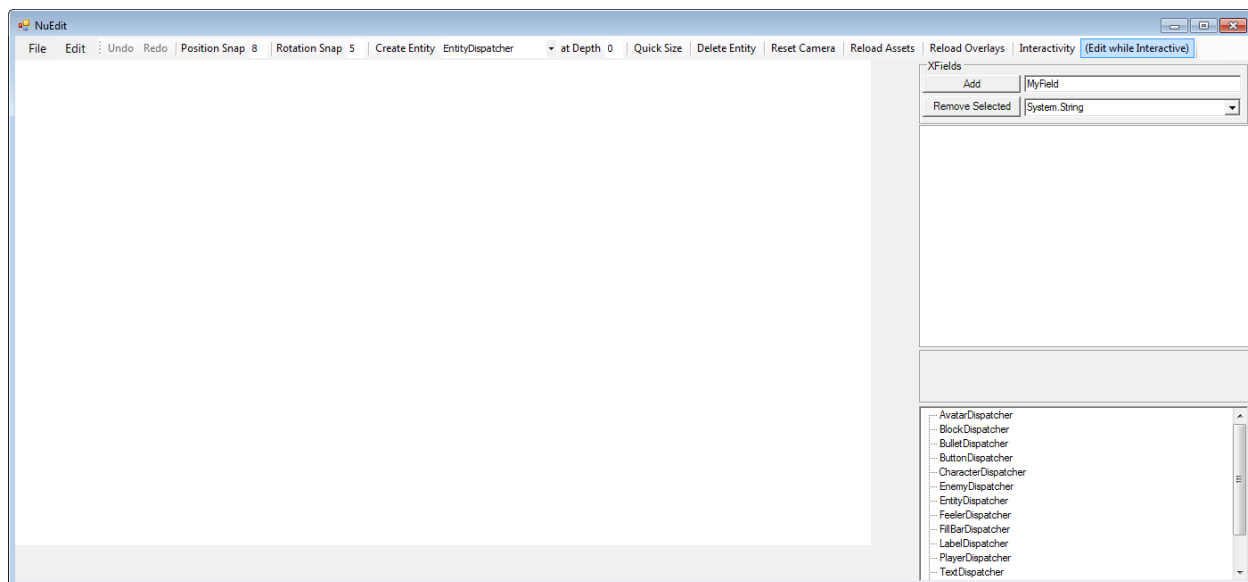 NuEdit
File Edit Undo Redo Position Snap 8 Rotation Snap 5 Create Entity EntityDispatcher at Depth 0 Quick Size Delete Entity Reset Camera Reload Assets Reload Overlays Interactivity (Edit while Interactive)
XFields
Add MyField
Remove Selected System.String
AvatarDispatcher
BlockDispatcher
BulletDispatcher
ButtonDispatcher
CharacterDispatcher
EnemyDispatcher
EntityDispatcher
FeelerDispatcher
FillBarDispatcher
LabelDispatcher
PlayerDispatcher
TextDispatcher